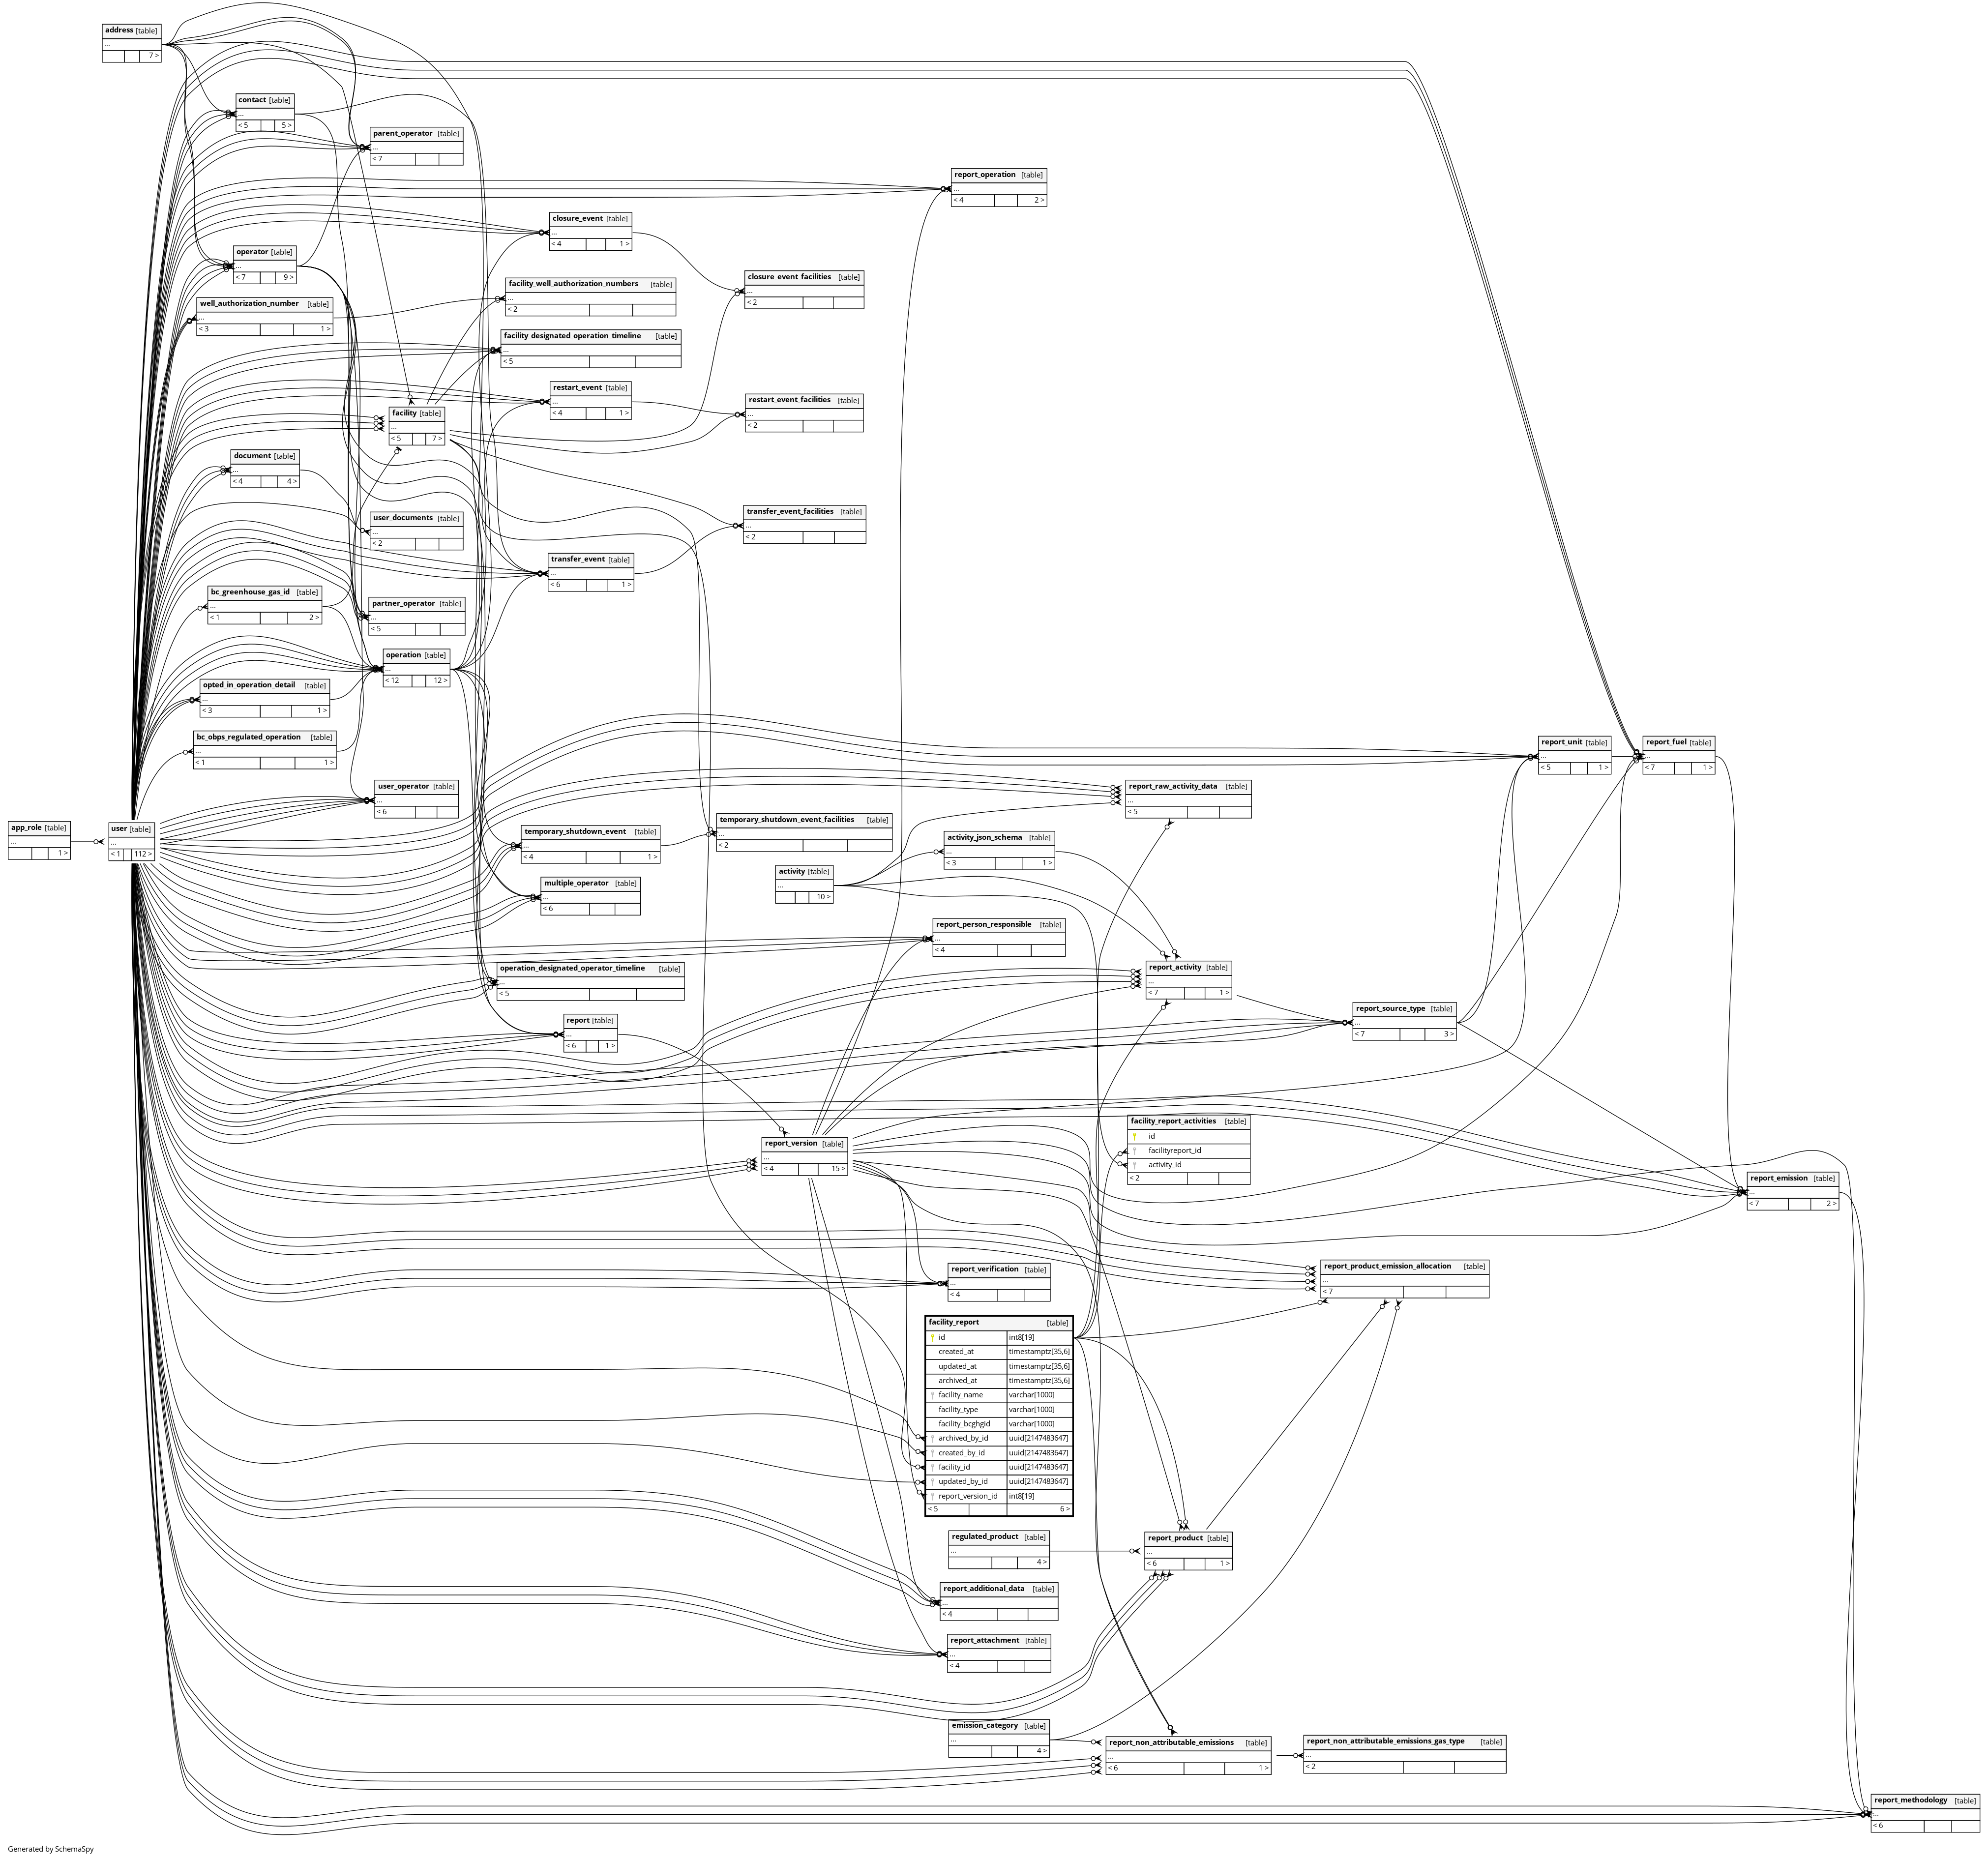 address [table]
...
7 >
contact [table]
...
< 5 5 >
parent_operator [table]
...
< 7
report_operation [table]
...
< 4 2 >
closure_event [table]
...
< 4 1 >
operator [table]
...
< 7 9 >
closure_event_facilities [table]
...
< 2
facility_well_authorization_numbers [table]
...
< 2
well_authorization_number [table]
...
< 3 1 >
facility_designated_operation_timeline [table]
...
< 5
restart_event [table]
...
< 4 1 >
restart_event_facilities [table]
...
< 2
facility [table]
...
< 5 7 >
document [table]
...
< 4 4 >
transfer_event_facilities [table]
...
< 2
user_documents [table]
...
< 2
transfer_event [table]
...
< 6 1 >
bc_greenhouse_gas_id [table]
...
< 1 2 >
partner_operator [table]
...
< 5
operation [table]
...
< 12 12 >
opted_in_operation_detail [table]
...
< 3 1 >
bc_obps_regulated_operation [table]
...
< 1 1 >
report_unit [table]
...
< 5 1 >
report_fuel [table]
...
< 7 1 >
user_operator [table]
...
< 6
report_raw_activity_data [table]
...
< 5
app_role [table]
...
1 >
user [table]
...
< 1 112 >
temporary_shutdown_event [table]
...
< 4 1 >
temporary_shutdown_event_facilities [table]
...
< 2
activity_json_schema [table]
...
< 3 1 >
activity [table]
...
10 >
multiple_operator [table]
...
< 6
report_person_responsible [table]
...
< 4
operation_designated_operator_timeline [table]
...
< 5
report_activity [table]
...
< 7 1 >
report_source_type [table]
...
< 7 3 >
report [table]
...
< 6 1 >
report_version [table]
...
< 4 15 >
facility_report_activities [table]
id
facilityreport_id
activity_id
< 2
report_emission [table]
...
< 7 2 >
report_verification [table]
...
< 4
report_product_emission_allocation [table]
...
< 7
facility_report [table]
id int8[19]
created_at timestamptz[35,6]
updated_at timestamptz[35,6]
archived_at timestamptz[35,6]
facility_name varchar[1000]
facility_type varchar[1000]
facility_bcghgid varchar[1000]
archived_by_id uuid[2147483647]
created_by_id uuid[2147483647]
facility_id uuid[2147483647]
updated_by_id uuid[2147483647]
report_version_id int8[19]
< 5 6 >
regulated_product [table]
...
4 >
report_product [table]
...
< 6 1 >
report_additional_data [table]
...
< 4
report_attachment [table]
...
< 4
emission_category [table]
...
4 >
report_non_attributable_emissions [table]
...
< 6 1 >
report_non_attributable_emissions_gas_type [table]
...
< 2
report_methodology [table]
...
< 6
Generated by SchemaSpy